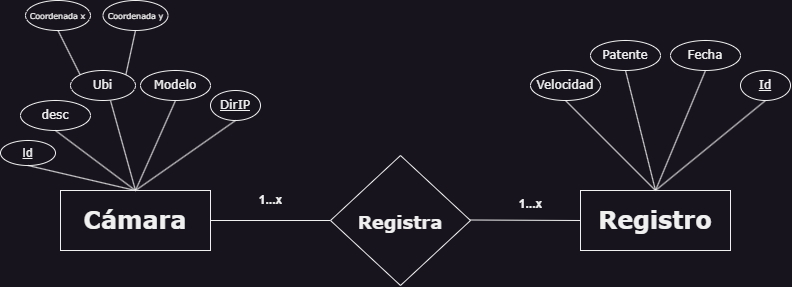 Coordenada x
Coordenada y
Ubi
Modelo
desc
DirIP
Id
Cámara
1...x
Registra
1...x
Velocidad
Patente
Fecha
Id
Registro